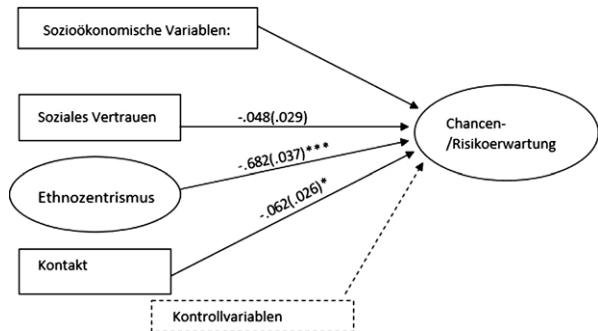 Sozioökonomische Variablen:
Soziales Vertrauen
-.048(.029)
Chancen-
/Risikoerwartung
-.682(.037)***
Ethnozentrismus
-.062(.026)*
Kontakt
Kontrollvariablen